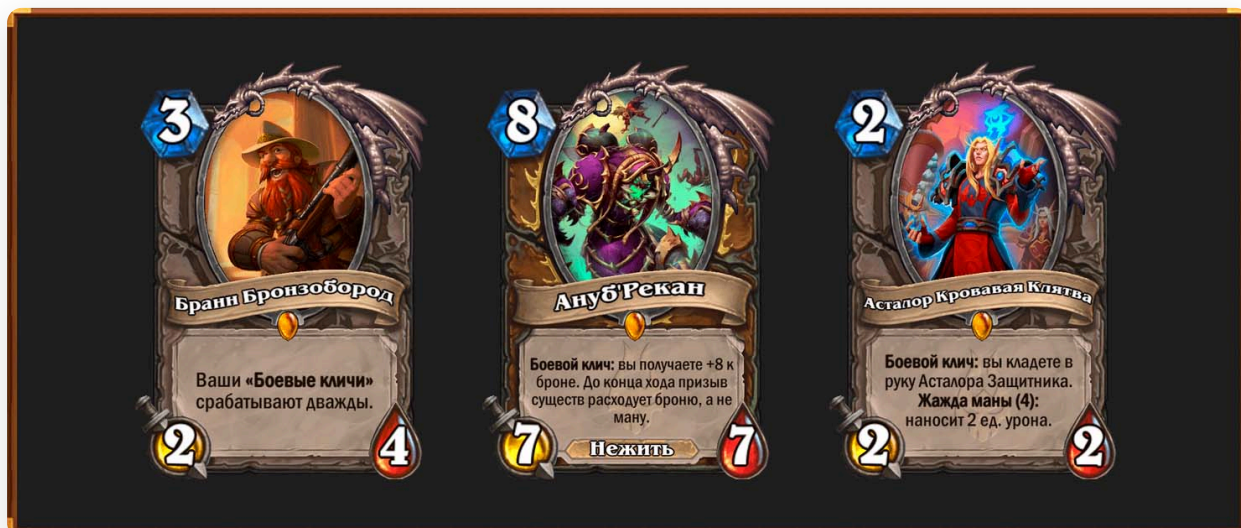 3
Бранн Бронзобород
Ваши «Боевые кличи»
срабатывают дважды.
2
4
8
Ануб'Рекан
Боевой клич: вы получаете +8 к
броне. До конца хода призыв
существ расходует броню, а не
ману.
7
Нежить
7
2
Асталор Кровавая Клятва
Боевой клич: вы кладете в
руку Асталора Защитника.
Жажда маны (4):
наносит 2 ед. урона.
2
2